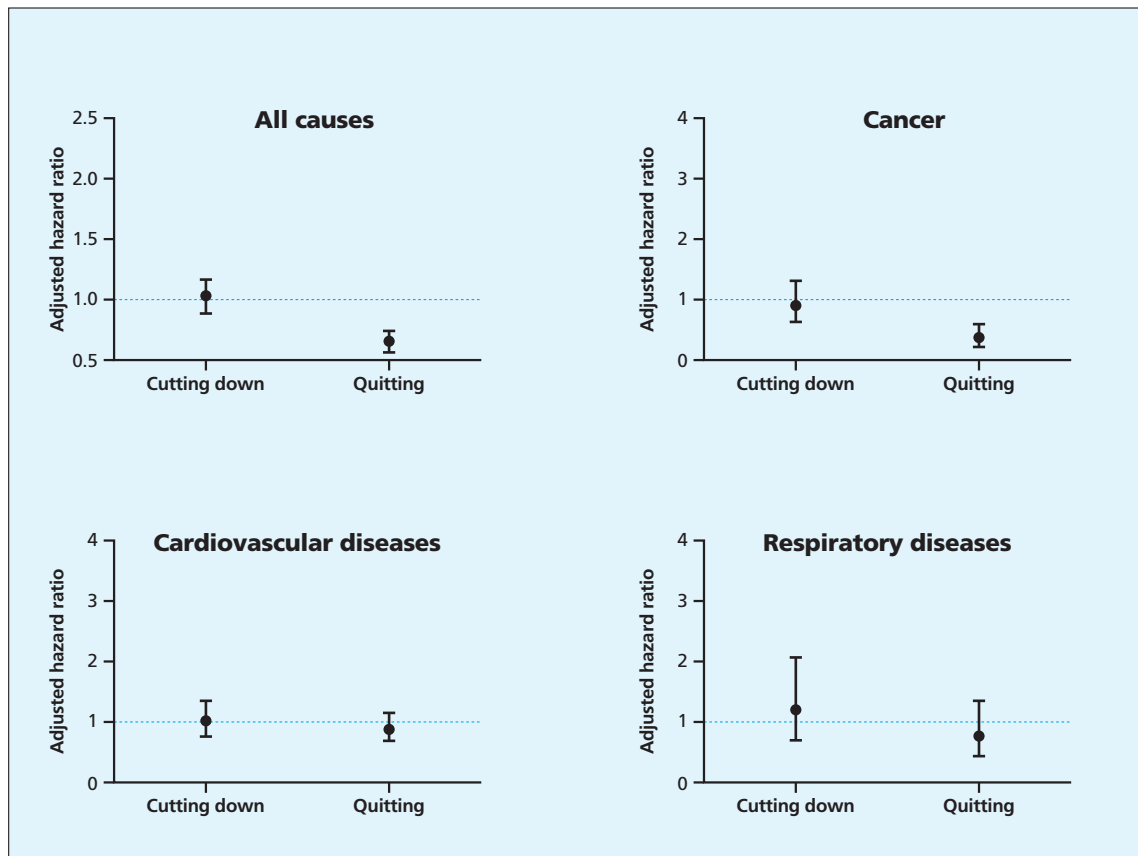 All causes
Adjusted hazard ratio
2.5
2.0
1.5
1.0
0.5
Cutting down
Quitting
Cancer
Adjusted hazard ratio
4
3
2
1
0
Cutting down
Quitting
Cardiovascular diseases
Adjusted hazard ratio
4
3
2
1
0
Cutting down
Quitting
Respiratory diseases
Adjusted hazard ratio
4
3
2
1
0
Cutting down
Quitting